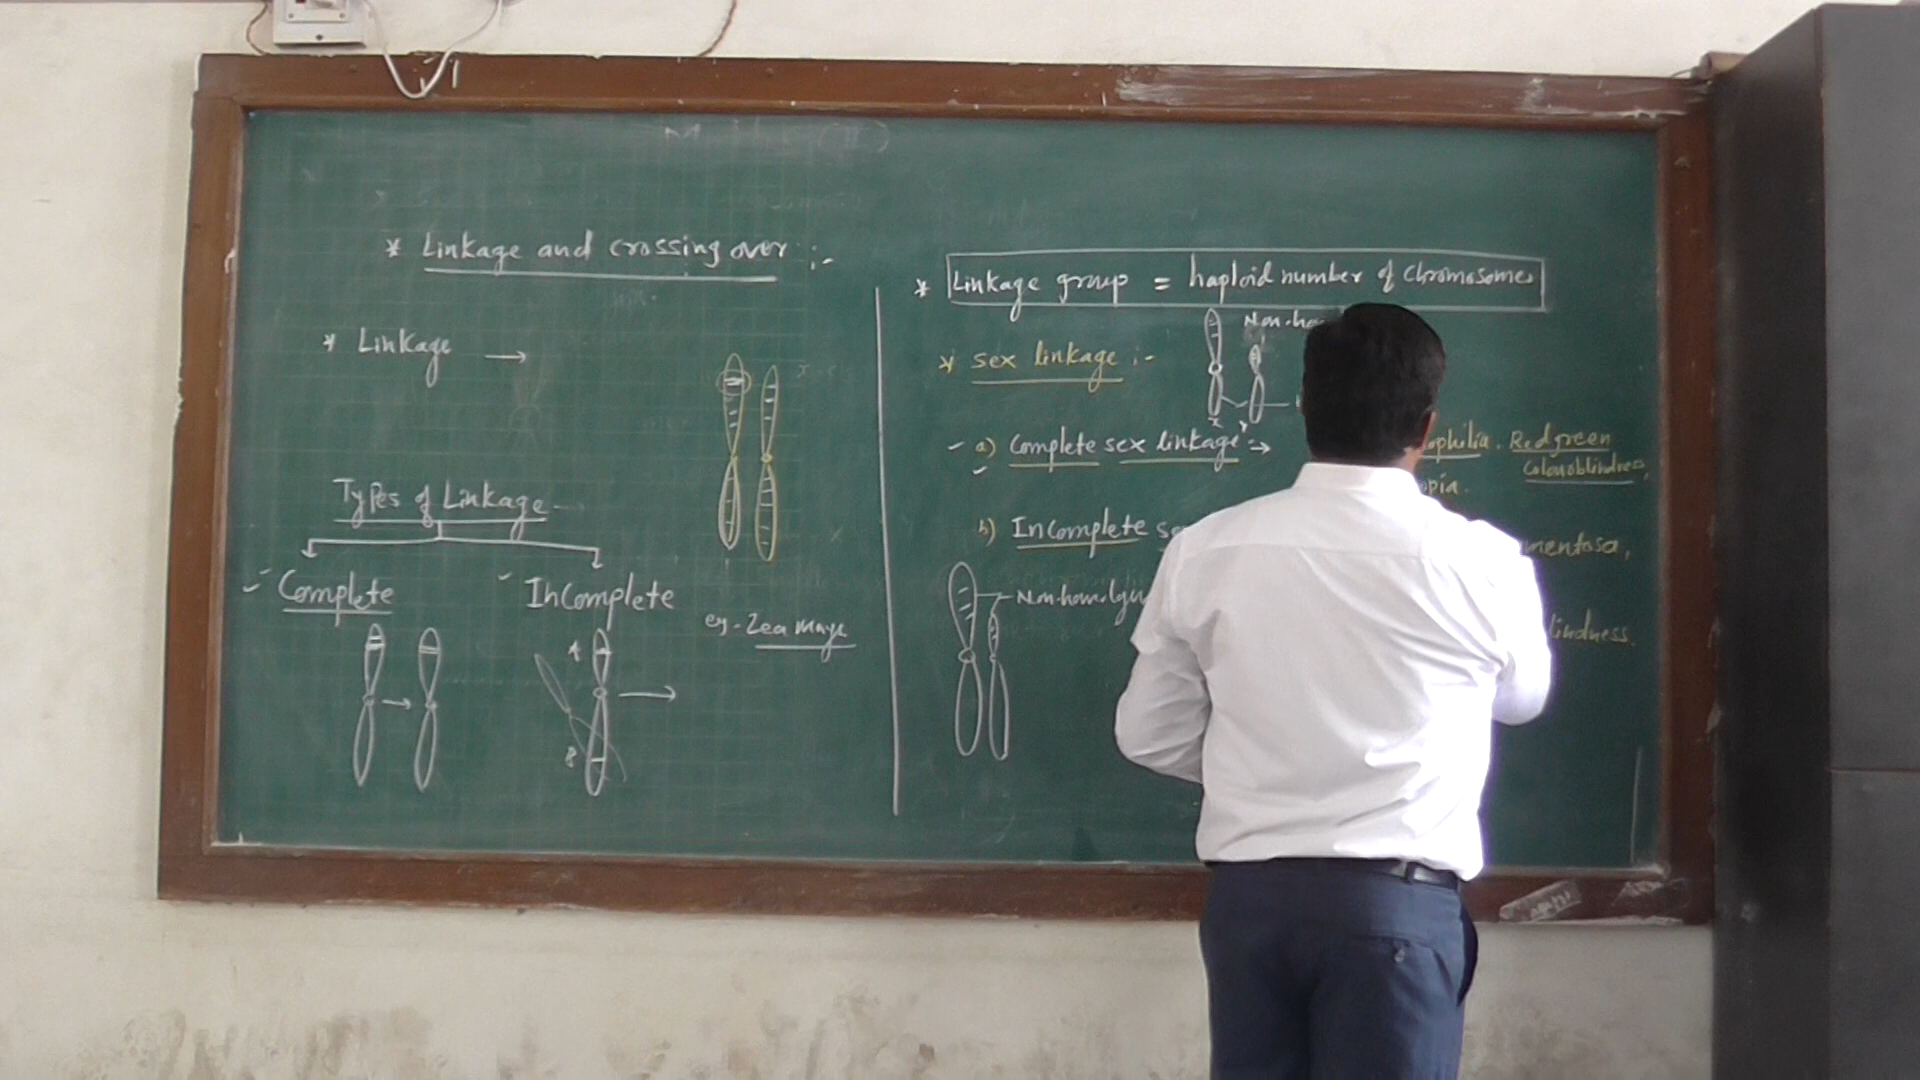 * Linkage and crossing over :-
* Linkage →
Types of Linkage
Complete
InComplete
A
B
eg- Zea mays
* Linkage group = haploid number of chromosomes
Non-ho
* sex linkage :-
x y
a) Complete sex linkage :→
ophilia. Red green
Colourblindness,
opia.
b) InComplete se
mentosa,
Non-homolgu
lindness.